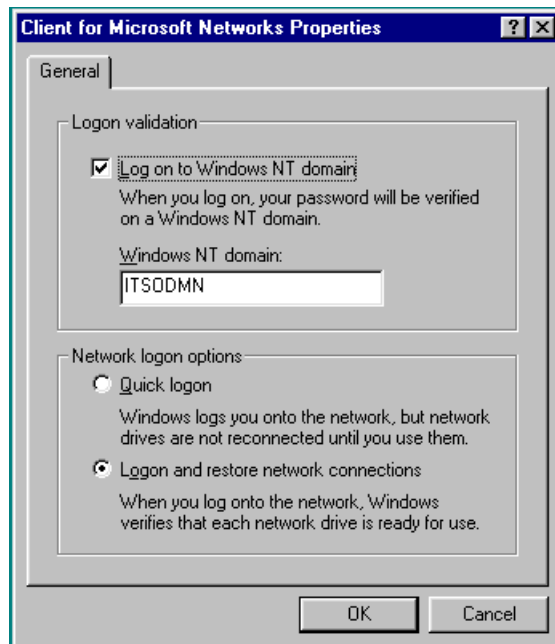 Client for Microsoft Networks Properties
General
Logon validation
Log on to Windows NT domain
When you log on, your password will be verified
on a Windows NT domain.
Windows NT domain:
ITSODMN
Network logon options
Quick logon
Windows logs you onto the network, but network
drives are not reconnected until you use them.
Logon and restore network connections
When you log onto the network, Windows
verifies that each network drive is ready for use.
OK Cancel